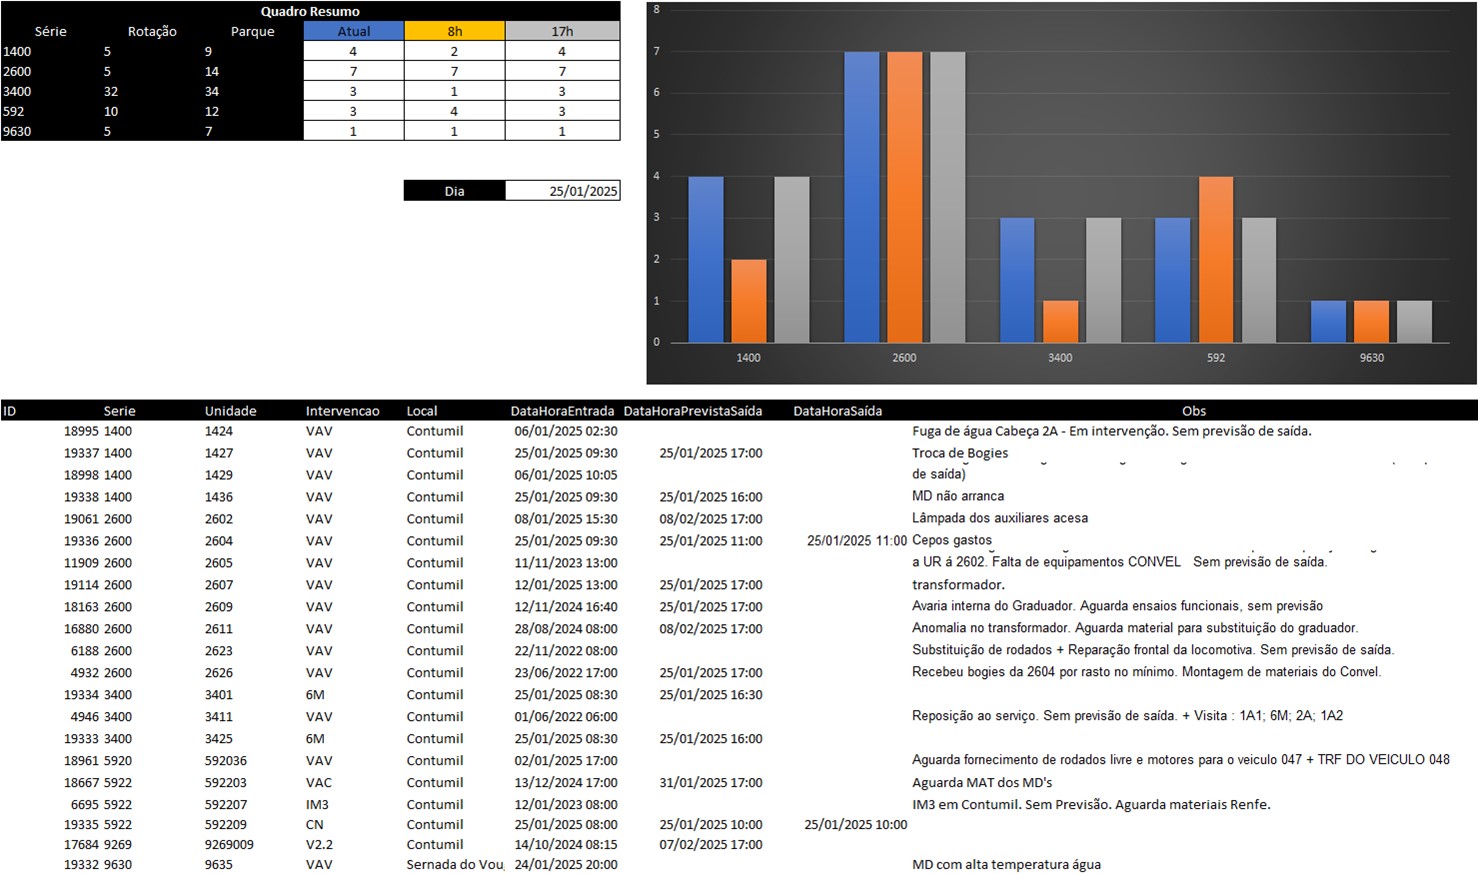 Quadro Resumo
Série Rotação Parque Atual 8h 17h
1400 5 9 4 2 4
2600 5 14 7 7 7
3400 32 34 3 1 3
592 10 12 3 4 3
9630 5 7 1 1 1
Dia 25/01/2025
8
7
6
5
4
3
2
1
0
1400 2600 3400 592 9630
ID Serie Unidade Intervencao Local DataHoraEntrada DataHoraPrevistaSaída DataHoraSaída Obs
18995 1400 1424 VAV Contumil 06/01/2025 02:30 Fuga de água Cabeça 2A - Em intervenção. Sem previsão de saída.
19337 1400 1427 VAV Contumil 25/01/2025 09:30 25/01/2025 17:00 Troca de Bogies
18998 1400 1429 VAV Contumil 06/01/2025 10:05 de saída)
19338 1400 1436 VAV Contumil 25/01/2025 09:30 25/01/2025 16:00 MD não arranca
19061 2600 2602 VAV Contumil 08/01/2025 15:30 08/02/2025 17:00 Lâmpada dos auxiliares acesa
19336 2600 2604 VAV Contumil 25/01/2025 09:30 25/01/2025 11:00 25/01/2025 11:00 Cepos gastos
11909 2600 2605 VAV Contumil 11/11/2023 13:00 a UR á 2602. Falta de equipamentos CONVEL Sem previsão de saída.
19114 2600 2607 VAV Contumil 12/01/2025 13:00 25/01/2025 17:00 transformador.
18163 2600 2609 VAV Contumil 12/11/2024 16:40 25/01/2025 17:00 Avaria interna do Graduador. Aguarda ensaios funcionais, sem previsão
16880 2600 2611 VAV Contumil 28/08/2024 08:00 08/02/2025 17:00 Anomalia no transformador. Aguarda material para substituição do graduador.
6188 2600 2623 VAV Contumil 22/11/2022 08:00 Substituição de rodados + Reparação frontal da locomotiva. Sem previsão de saída.
4932 2600 2626 VAV Contumil 23/06/2022 17:00 25/01/2025 17:00 Recebeu bogies da 2604 por rasto no mínimo. Montagem de materiais do Convel.
19334 3400 3401 6M Contumil 25/01/2025 08:30 25/01/2025 16:30
4946 3400 3411 VAV Contumil 01/06/2022 06:00 Reposição ao serviço. Sem previsão de saída. + Visita : 1A1; 6M; 2A; 1A2
19333 3400 3425 6M Contumil 25/01/2025 08:30 25/01/2025 16:00
18961 5920 592036 VAV Contumil 02/01/2025 17:00 Aguarda fornecimento de rodados livre e motores para o veiculo 047 + TRF DO VEICULO 048
18667 5922 592203 VAC Contumil 13/12/2024 17:00 31/01/2025 17:00 Aguarda MAT dos MD's
6695 5922 592207 IM3 Contumil 12/01/2023 08:00 IM3 em Contumil. Sem Previsão. Aguarda materiais Renfe.
19335 5922 592209 CN Contumil 25/01/2025 08:00 25/01/2025 10:00 25/01/2025 10:00
17684 9269 9269009 V2.2 Contumil 14/10/2024 08:15 07/02/2025 17:00
19332 9630 9635 VAV Sernada do Vou 24/01/2025 20:00 MD com alta temperatura água